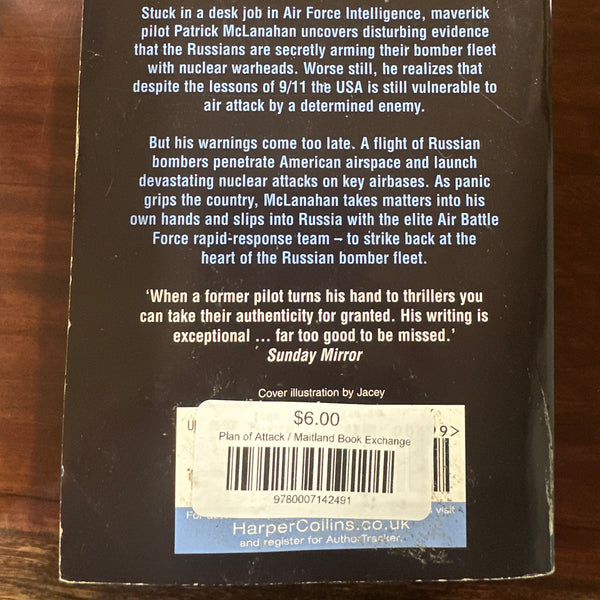 Stuck in a desk job in Air Force Intelligence, maverick
pilot Patrick McLanahan uncovers disturbing evidence
that the Russians are secretly arming their bomber fleet
with nuclear warheads. Worse still, he realizes that
despite the lessons of 9/11 the USA is still vulnerable to
air attack by a determined enemy.
But his warnings come too late. A flight of Russian
bombers penetrate American airspace and launch
devastating nuclear attacks on key airbases. As panic
grips the country, McLanahan takes matters into his
own hands and slips into Russia with the elite Air Battle
Force rapid-response team – to strike back at the
heart of the Russian bomber fleet.
‘When a former pilot turns his hand to thrillers you
can take their authenticity for granted. His writing is
exceptional ... far too good to be missed.’
Sunday Mirror
Cover illustration by Jacey
$6.00
Plan of Attack / Maitland Book Exchange
9780007142491
visit
HarperCollins.co.uk
and register for AuthorTracker.